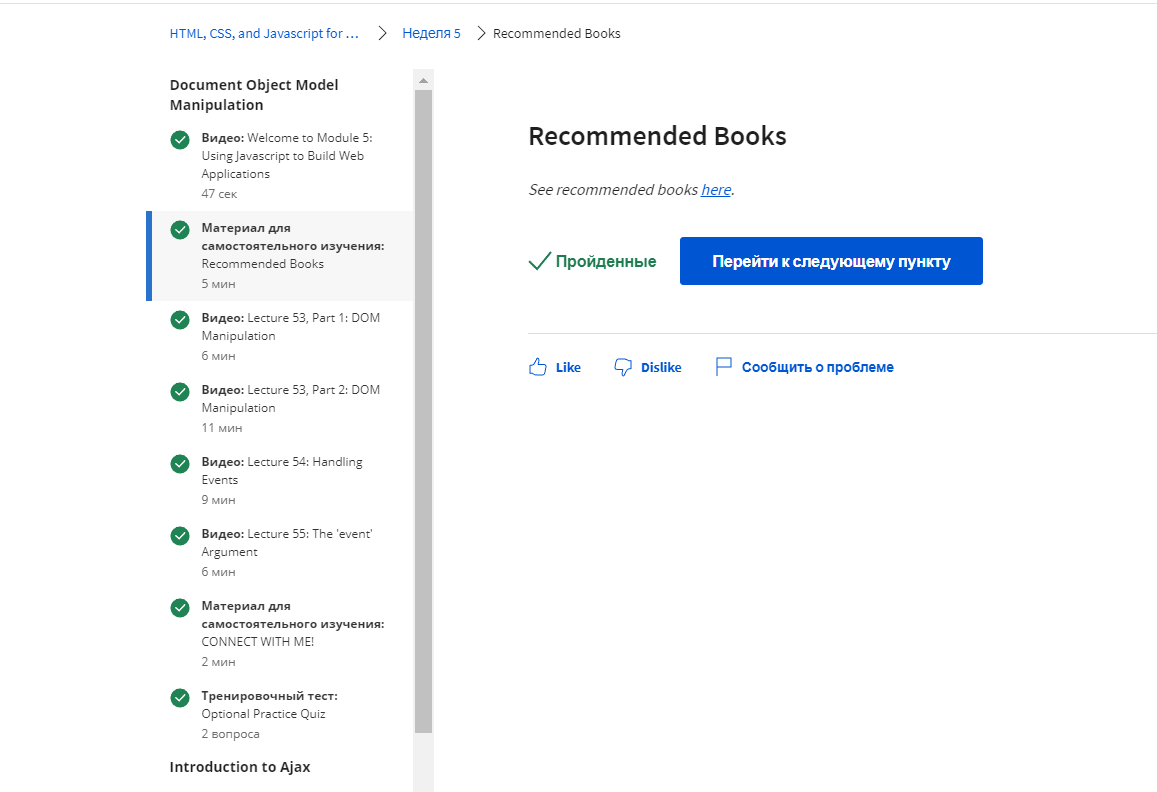 HTML, CSS, and Javascript for ... > Неделя 5 > Recommended Books
Document Object Model
Manipulation
Видео: Welcome to Module 5:
Using Javascript to Build Web
Applications
47 сек
Материал для
самостоятельного изучения:
Recommended Books
5 мин
Видео: Lecture 53, Part 1: DOM
Manipulation
6 мин
Видео: Lecture 53, Part 2: DOM
Manipulation
11 мин
Видео: Lecture 54: Handling
Events
9 мин
Видео: Lecture 55: The 'event'
Argument
6 мин
Материал для
самостоятельного изучения:
CONNECT WITH ME!
2 мин
Тренировочный тест:
Optional Practice Quiz
2 вопроса
Introduction to Ajax
Recommended Books
See recommended books here.
Пройденные
Перейти к следующему пункту
Like
Dislike
Сообщить о проблеме